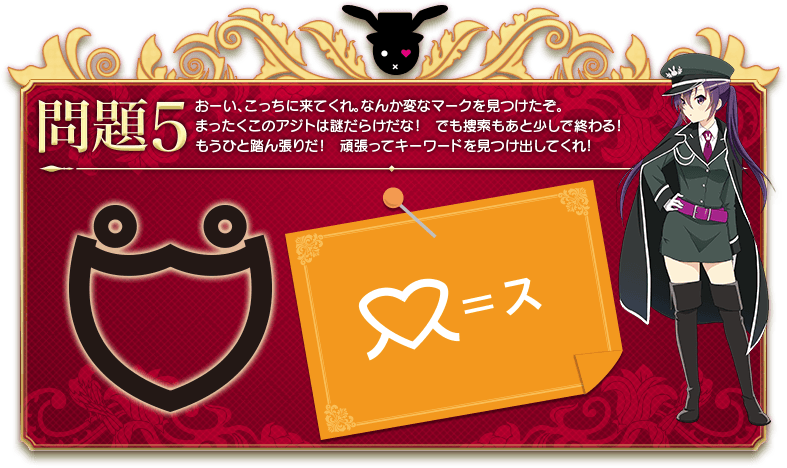 問題5
おーい、こっちに来てくれ。なんか変なマークを見つけたぞ。
まったくこのアジトは謎だらけだな！　でも捜索もあと少しで終わる！
もうひと踏ん張りだ！　頑張ってキーワードを見つけ出してくれ！
＝ス